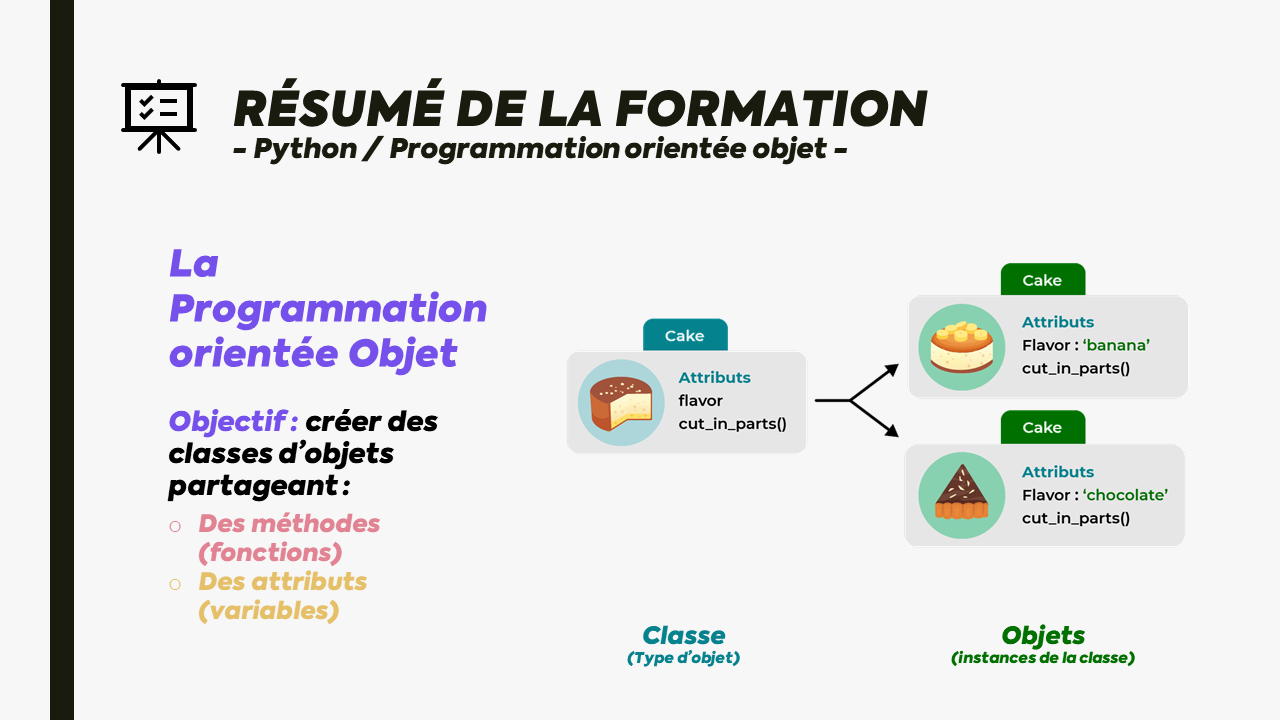 RÉSUMÉ DE LA FORMATION
- Python / Programmation orientée objet -
La
Programmation
orientée Objet
Objectif : créer des
classes d’objets
partageant :
o Des méthodes
(fonctions)
o Des attributs
(variables)
Cake
Attributs
flavor
cut_in_parts()
Cake
Attributs
Flavor : ‘banana’
cut_in_parts()
Cake
Attributs
Flavor : ‘chocolate’
cut_in_parts()
Classe
(Type d’objet)
Objets
(instances de la classe)